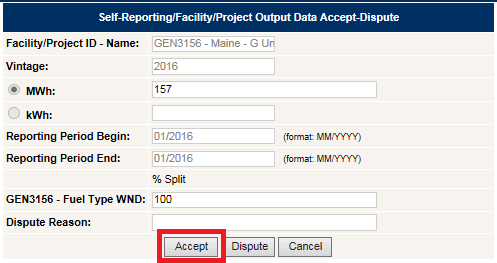 Self-Reporting/Facility/Project Output Data Accept-Dispute
Facility/Project ID - Name: GEN3156 - Maine - G Un
Vintage: 2016
MWh: 157
kWh:
Reporting Period Begin: 01/2016 (format: MM/YYYY)
Reporting Period End: 01/2016 (format: MM/YYYY)
% Split
GEN3156 - Fuel Type WND: 100
Dispute Reason:
Accept Dispute Cancel